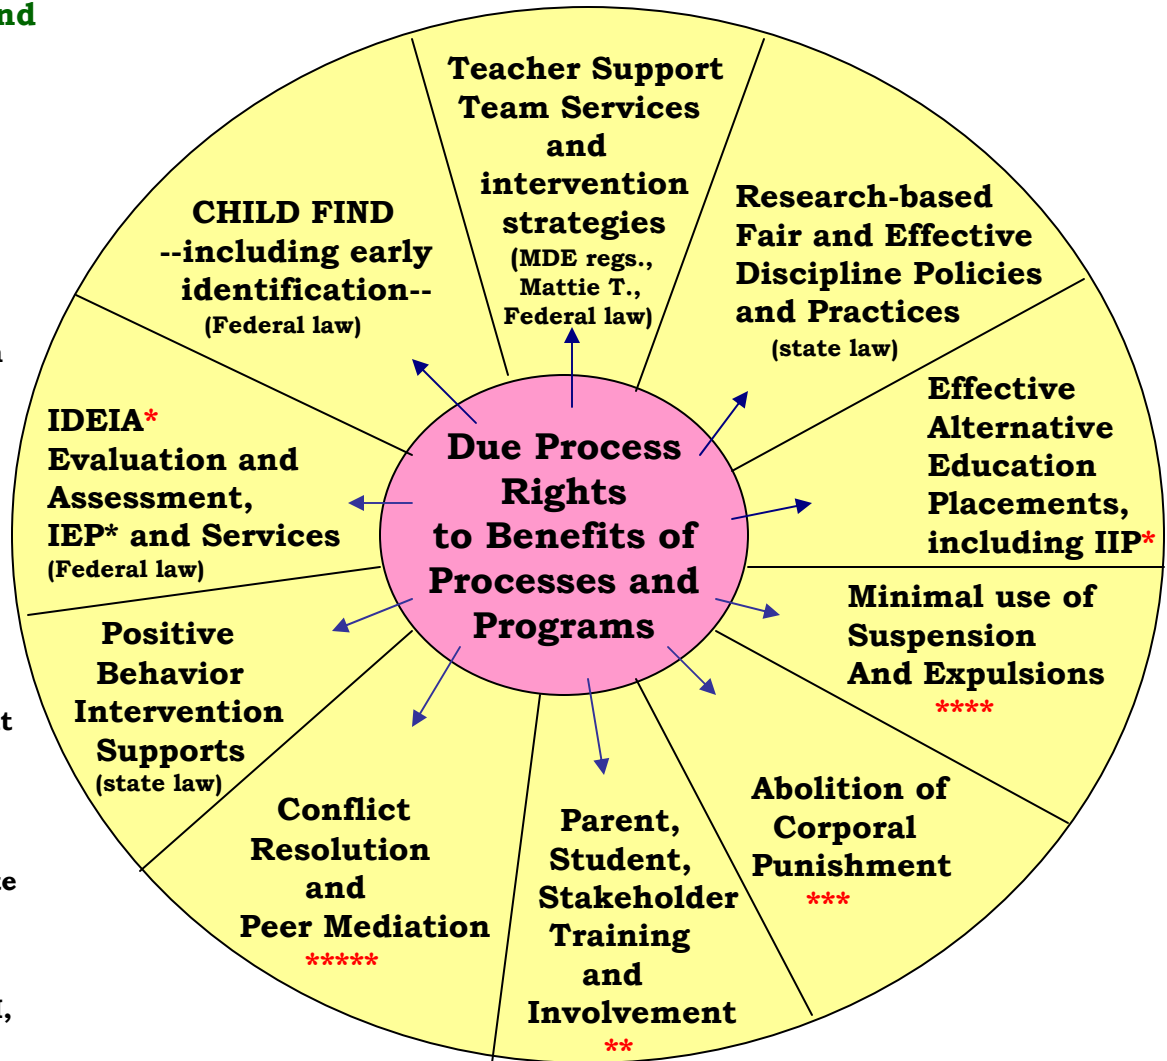 nd
Teacher Support
Team Services
and
intervention
strategies
(MDE regs.,
Mattie T.,
Federal law)
Research-based
Fair and Effective
Discipline Policies
and Practices
(state law)
Effective
Alternative
Education
Placements,
including IIP*
Minimal use of
Suspension
And Expulsions
****
Abolition of
Corporal
Punishment
***
Parent,
Student,
Stakeholder
Training
and
Involvement
**
Conflict
Resolution
and
Peer Mediation
*****
Positive
Behavior
Intervention
Supports
(state law)
IDEIA*
Evaluation and
Assessment,
IEP* and Services
(Federal law)
CHILD FIND
--including early
identification--
(Federal law)
Due Process
Rights
to Benefits of
Processes and
Programs